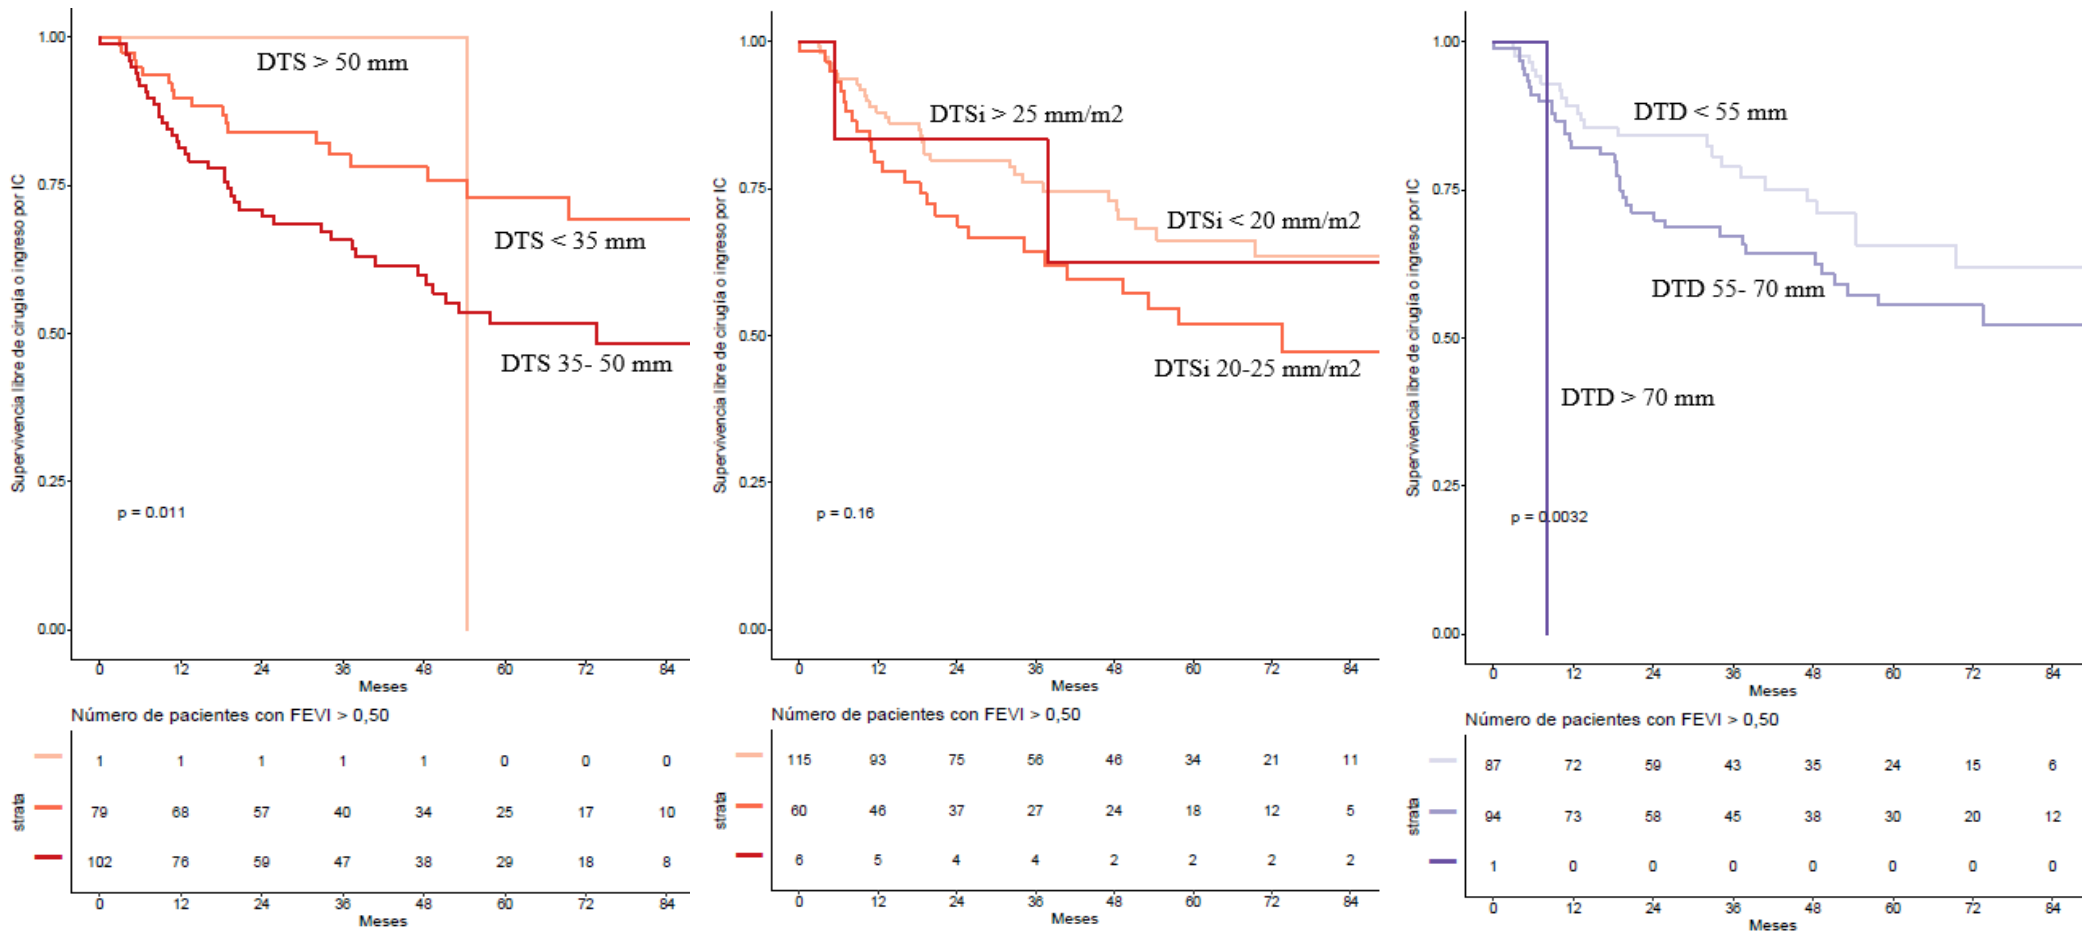 Supervivencia libre de cirugía o ingreso por IC
1.00
0.75
0.50
0.25
0.00
DTS > 50 mm
DTS < 35 mm
DTS 35- 50 mm
p = 0.011
0 12 24 36 48 60 72 84
Meses
Número de pacientes con FEVI > 0,50
strata
1 1 1 1 1 0 0 0
79 68 57 40 34 25 17 10
102 76 59 47 38 29 18 8
0 12 24 36 48 60 72 84
Meses
Supervivencia libre de cirugía o ingreso por IC
1.00
0.75
0.50
0.25
0.00
DTSi > 25 mm/m2
DTSi < 20 mm/m2
DTSi 20-25 mm/m2
p = 0.16
0 12 24 36 48 60 72 84
Meses
Número de pacientes con FEVI > 0,50
strata
115 93 75 56 46 34 21 11
60 46 37 27 24 18 12 5
6 5 4 4 2 2 2 2
0 12 24 36 48 60 72 84
Meses
Supervivencia libre de cirugía o ingreso por IC
1.00
0.75
0.50
0.25
0.00
DTD < 55 mm
DTD 55- 70 mm
DTD > 70 mm
p = 0.0032
0 12 24 36 48 60 72 84
Meses
Número de pacientes con FEVI > 0,50
strata
87 72 59 43 35 24 15 6
94 73 58 45 38 30 20 12
1 0 0 0 0 0 0 0
0 12 24 36 48 60 72 84
Meses